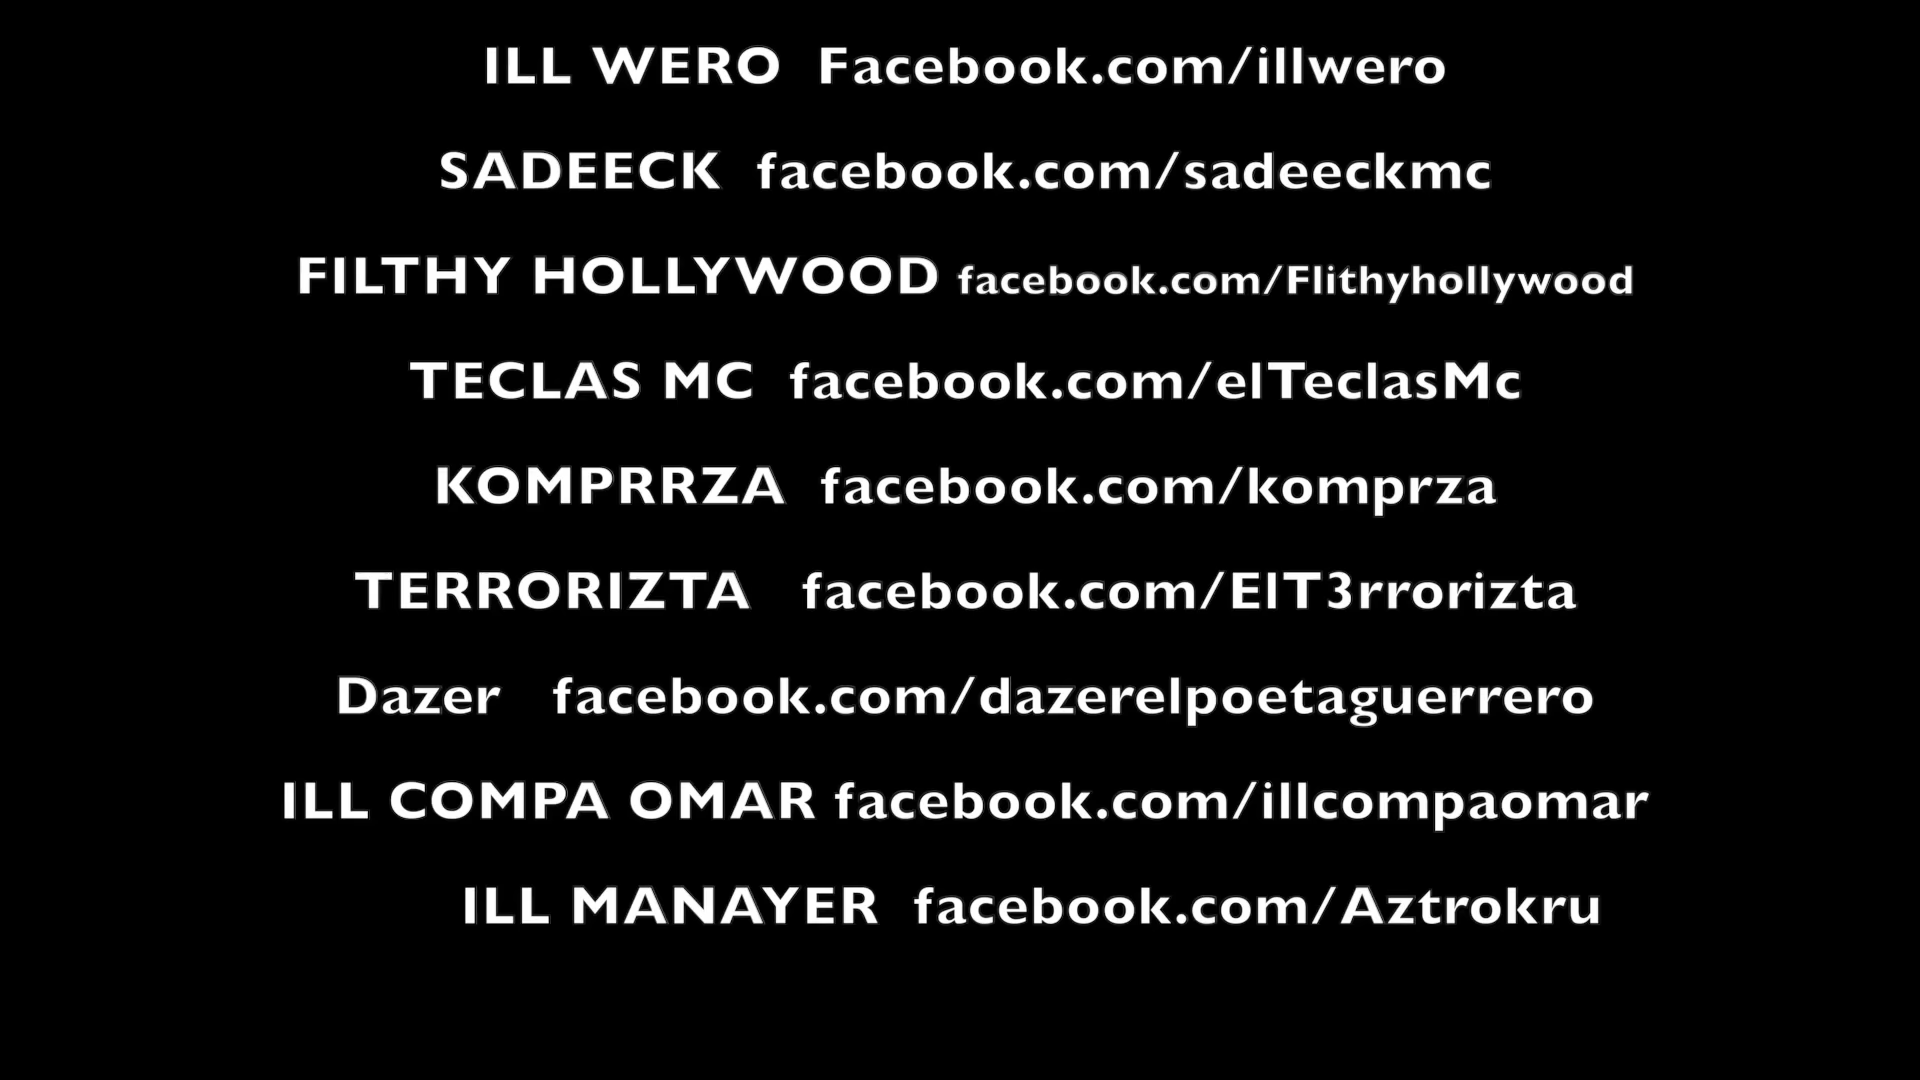 ILL WERO Facebook.com/illwero
SADEECK facebook.com/sadeeckmc
FILTHY HOLLYWOOD facebook.com/Flithyhollywood
TECLAS MC facebook.com/elTeclasMc
KOMPRRZA facebook.com/komprza
TERRORIZTA facebook.com/ElT3rrorizta
Dazer facebook.com/dazerelpoetaguerrero
ILL COMPA OMAR facebook.com/illcompaomar
ILL MANAYER facebook.com/Aztrokru